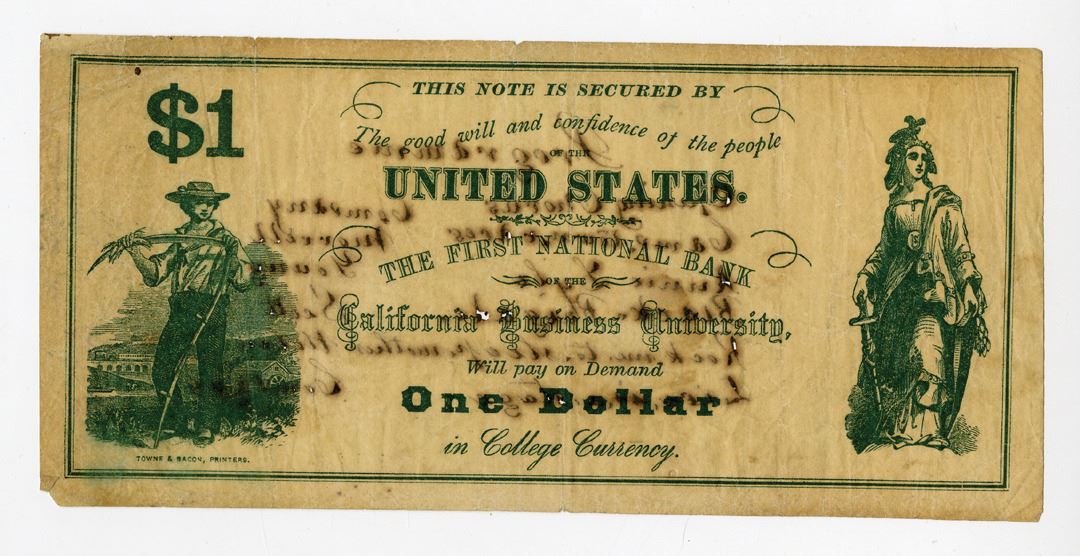 $1
THIS NOTE IS SECURED BY
The good will and confidence of the people
OF THE
UNITED STATES.
THE FIRST NATIONAL BANK
OF THE
California Business University,
Will pay on Demand
One Dollar
in College Currency.
TOWNE & BACON, PRINTERS.